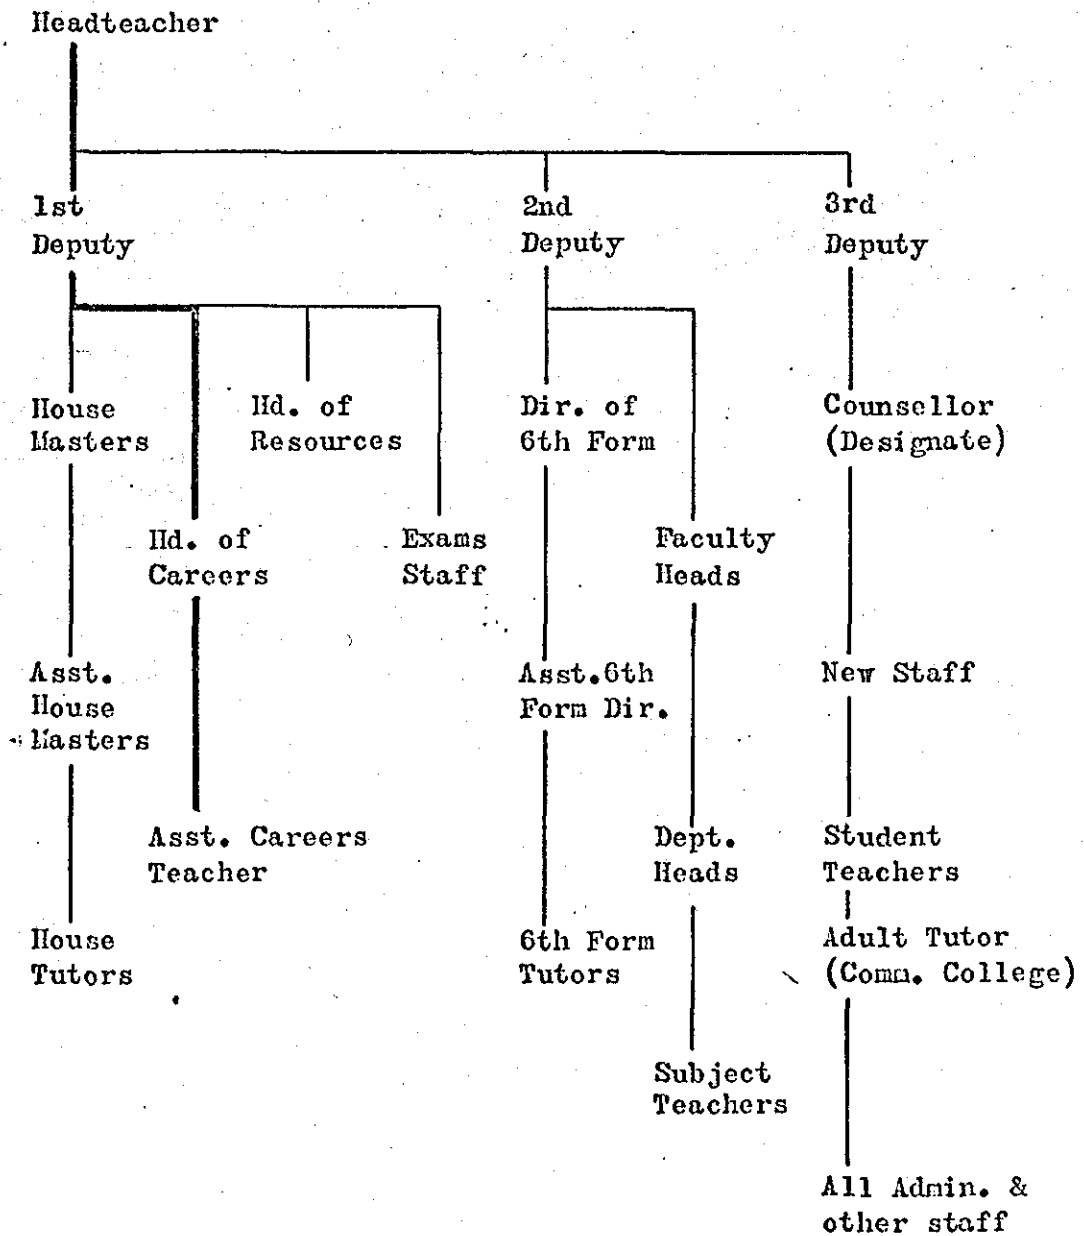 Headteacher
1st
Deputy
2nd
Deputy
3rd
Deputy
House
Masters
Hd. of
Resources
Dir. of
6th Form
Counsellor
(Designate)
Hd. of
Careers
Exams
Staff
Faculty
Heads
Asst.
House
Masters
Asst.6th
Form Dir.
New Staff
Asst. Careers
Teacher
Dept.
Heads
Student
Teachers
House
Tutors
6th Form
Tutors
Adult Tutor
(Comm. College)
Subject
Teachers
All Admin. &
other staff